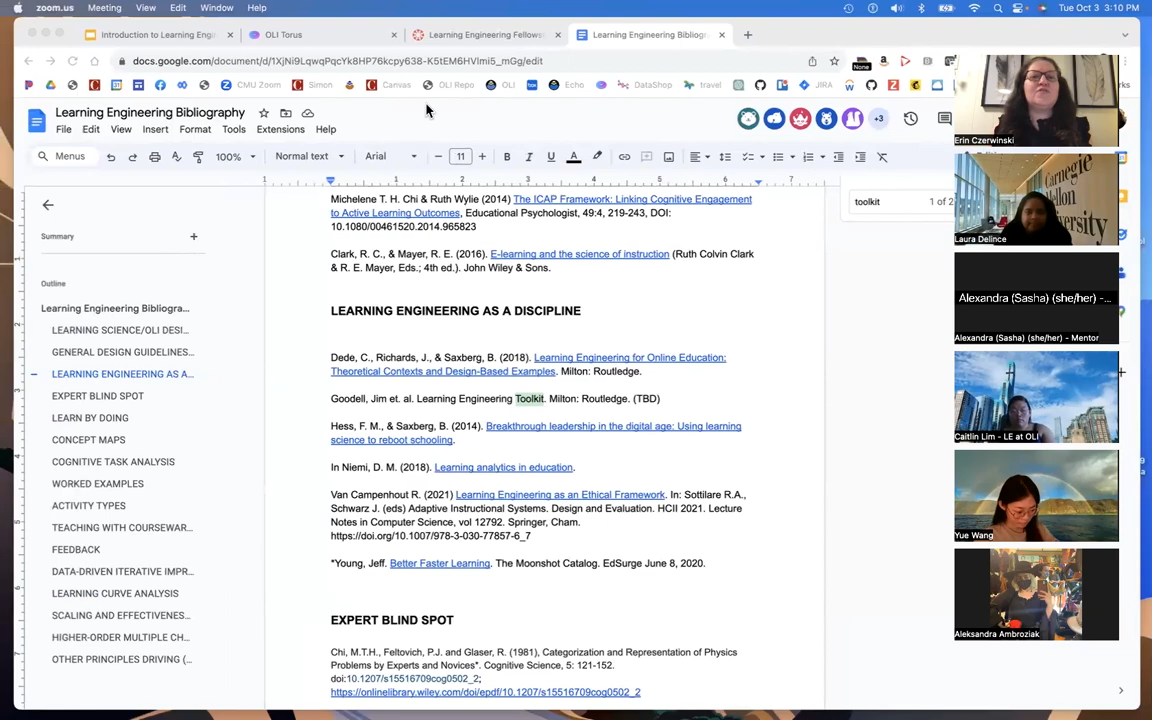 zoom.us Meeting View Edit Window Help Tue Oct 3 3:10 PM
Introduction to Learning Engi OLI Torus Learning Engineering Fellows Learning Engineering Bibliogr
docs.google.com/document/d/1XjNi9LqwqPqcYk8HP76kcpy638-K5tEM6HVlmi5_mGg/edit
CMU Zoom Simon Canvas OLI Repo OLI Echo DataShop travel JIRA
None
Learning Engineering Bibliography
File Edit View Insert Format Tools Extensions Help
+3
Menus 100% Normal text Arial 11
1 1 2 3 4 5 6 7
toolkit 1 of 2
Summary
Outline
Learning Engineering Bibliogra...
LEARNING SCIENCE/OLI DESI...
GENERAL DESIGN GUIDELINES...
LEARNING ENGINEERING AS A...
EXPERT BLIND SPOT
LEARN BY DOING
CONCEPT MAPS
COGNITIVE TASK ANALYSIS
WORKED EXAMPLES
ACTIVITY TYPES
TEACHING WITH COURSEWAR...
FEEDBACK
DATA-DRIVEN ITERATIVE IMPR...
LEARNING CURVE ANALYSIS
SCALING AND EFFECTIVENES...
HIGHER-ORDER MULTIPLE CH...
OTHER PRINCIPLES DRIVING (...
Michelene T. H. Chi & Ruth Wylie (2014) The ICAP Framework: Linking Cognitive Engagement
to Active Learning Outcomes, Educational Psychologist, 49:4, 219-243, DOI:
10.1080/00461520.2014.965823
Clark, R. C., & Mayer, R. E. (2016). E-learning and the science of instruction (Ruth Colvin Clark
& R. E. Mayer, Eds.; 4th ed.). John Wiley & Sons.
LEARNING ENGINEERING AS A DISCIPLINE
Dede, C., Richards, J., & Saxberg, B. (2018). Learning Engineering for Online Education:
Theoretical Contexts and Design-Based Examples. Milton: Routledge.
Goodell, Jim et. al. Learning Engineering Toolkit. Milton: Routledge. (TBD)
Hess, F. M., & Saxberg, B. (2014). Breakthrough leadership in the digital age: Using learning
science to reboot schooling.
In Niemi, D. M. (2018). Learning analytics in education.
Van Campenhout R. (2021) Learning Engineering as an Ethical Framework. In: Sottilare R.A.,
Schwarz J. (eds) Adaptive Instructional Systems. Design and Evaluation. HCII 2021. Lecture
Notes in Computer Science, vol 12792. Springer, Cham.
https://doi.org/10.1007/978-3-030-77857-6_7
*Young, Jeff. Better Faster Learning. The Moonshot Catalog. EdSurge June 8, 2020.
EXPERT BLIND SPOT
Chi, M.T.H., Feltovich, P.J. and Glaser, R. (1981), Categorization and Representation of Physics
Problems by Experts and Novices*. Cognitive Science, 5: 121-152.
doi:10.1207/s15516709cog0502_2;
https://onlinelibrary.wiley.com/doi/epdf/10.1207/s15516709cog0502_2
Erin Czerwinski
Carnegie
Mellon
University
Laura Delince
Alexandra (Sasha) (she/her) -...
Alexandra (Sasha) (she/her) - Mentor
Caitlin Lim - LE at OLI
Yue Wang
Aleksandra Ambroziak